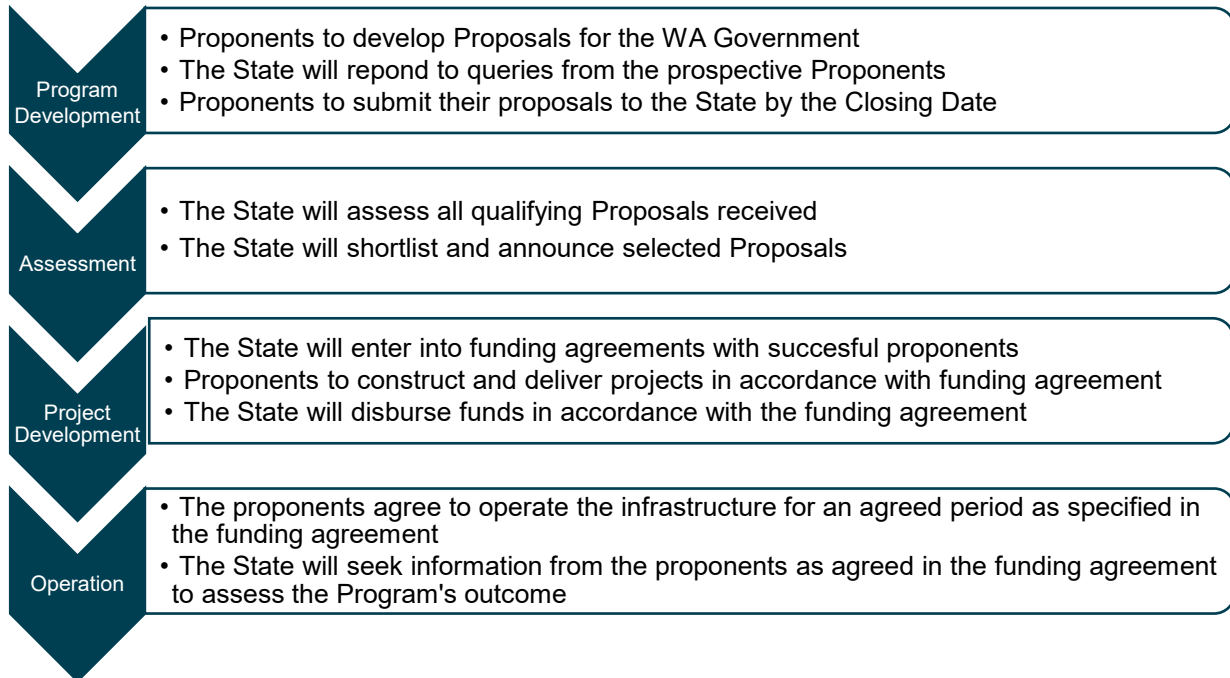 Program
Development
• Proponents to develop Proposals for the WA Government
• The State will repond to queries from the prospective Proponents
• Proponents to submit their proposals to the State by the Closing Date
Assessment
• The State will assess all qualifying Proposals received
• The State will shortlist and announce selected Proposals
Project
Development
• The State will enter into funding agreements with succesful proponents
• Proponents to construct and deliver projects in accordance with funding agreement
• The State will disburse funds in accordance with the funding agreement
Operation
• The proponents agree to operate the infrastructure for an agreed period as specified in
the funding agreement
• The State will seek information from the proponents as agreed in the funding agreement
to assess the Program's outcome